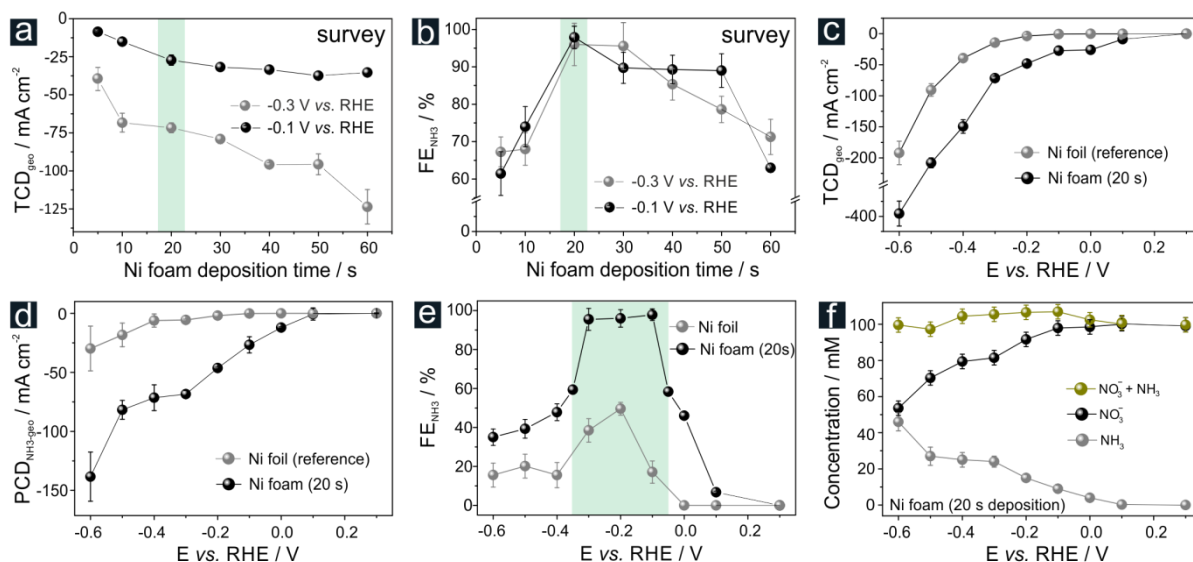 a
survey
0
-25
-50
-75
-100
-125
TCD_geo / mA cm⁻²
-0.3 V vs. RHE
-0.1 V vs. RHE
0 10 20 30 40 50 60
Ni foam deposition time / s
b
survey
100
90
80
70
60
0
FE_NH3 / %
-0.3 V vs. RHE
-0.1 V vs. RHE
0 10 20 30 40 50 60
Ni foam deposition time / s
c
0
-50
-100
-150
-200
-400
TCD_geo / mA cm⁻²
Ni foil (reference)
Ni foam (20 s)
-0.6 -0.4 -0.2 0.0 0.2
E vs. RHE / V
d
0
-50
-100
-150
PCD_NH3-geo / mA cm⁻²
Ni foil (reference)
Ni foam (20 s)
-0.6 -0.4 -0.2 0.0 0.2
E vs. RHE / V
e
100
80
60
40
20
0
FE_NH3 / %
Ni foil
Ni foam (20s)
-0.6 -0.4 -0.2 0.0 0.2
E vs. RHE / V
f
100
80
60
40
20
0
Concentration / mM
NO₃⁻ + NH₃
NO₃⁻
NH₃
Ni foam (20 s deposition)
-0.6 -0.4 -0.2 0.0 0.2
E vs. RHE / V